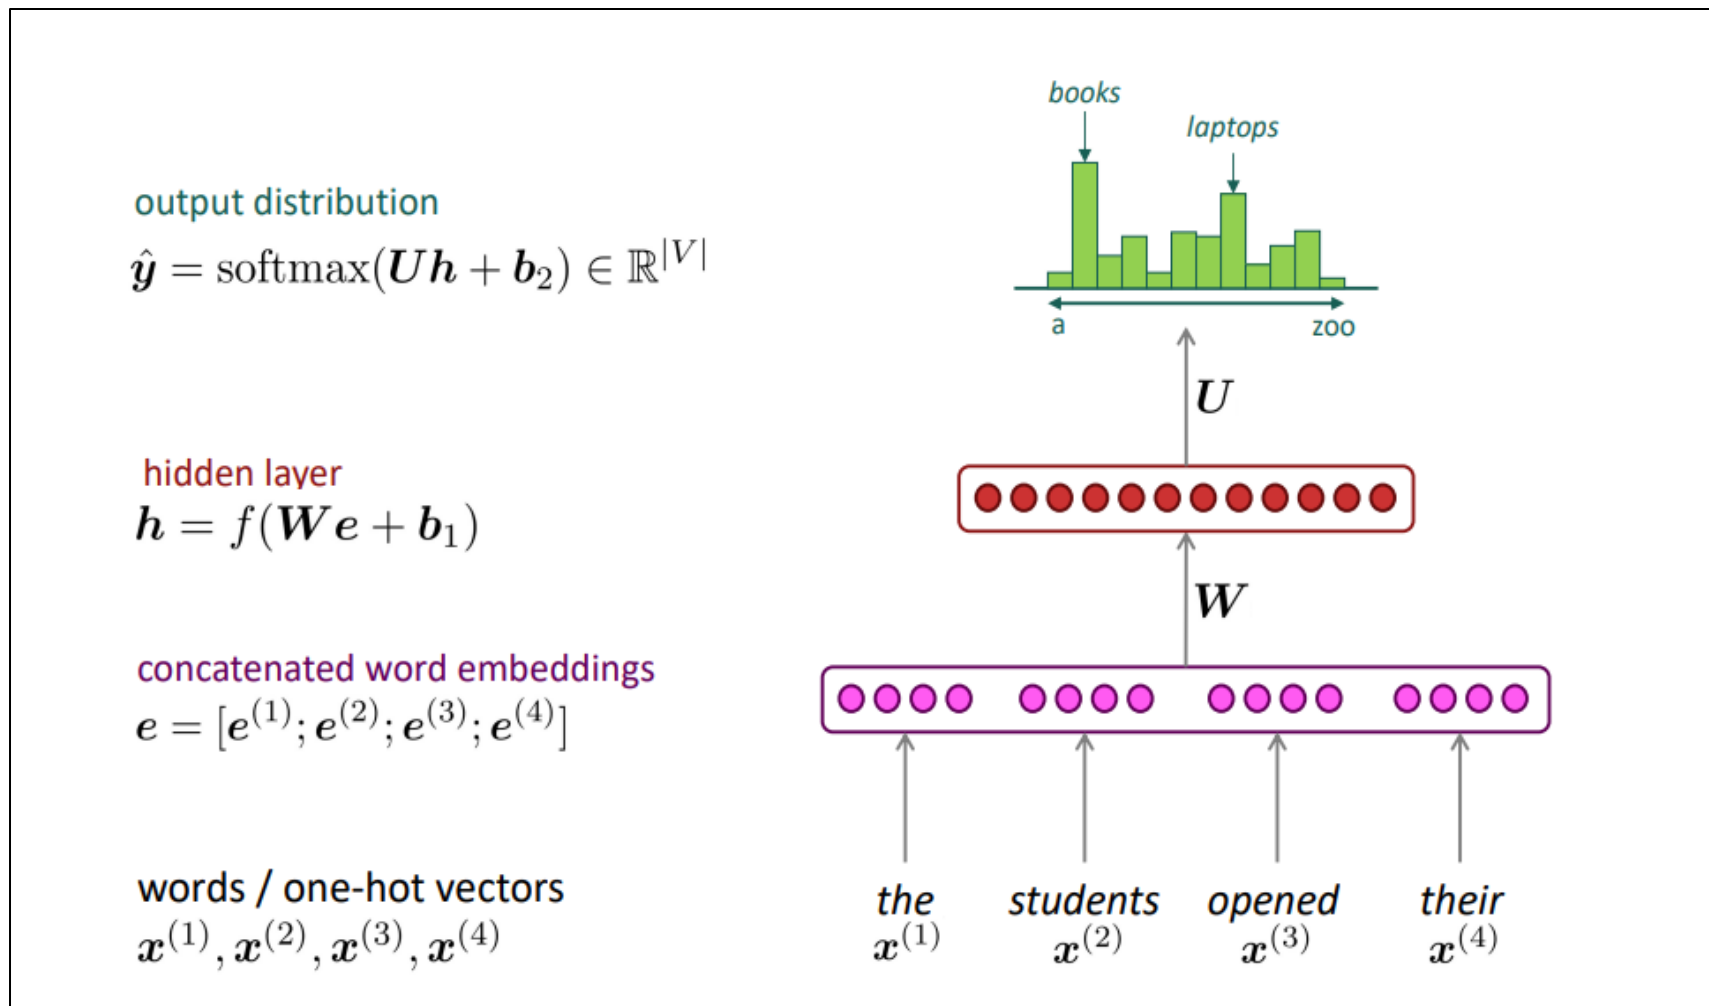 output distribution
ŷ = softmax(Uh + b₂) ∈ ℝ^|V|
hidden layer
h = f(We + b₁)
concatenated word embeddings
e = [e⁽¹⁾; e⁽²⁾; e⁽³⁾; e⁽⁴⁾]
words / one-hot vectors
x⁽¹⁾, x⁽²⁾, x⁽³⁾, x⁽⁴⁾
books
laptops
a zoo
U
W
the students opened their
x⁽¹⁾ x⁽²⁾ x⁽³⁾ x⁽⁴⁾